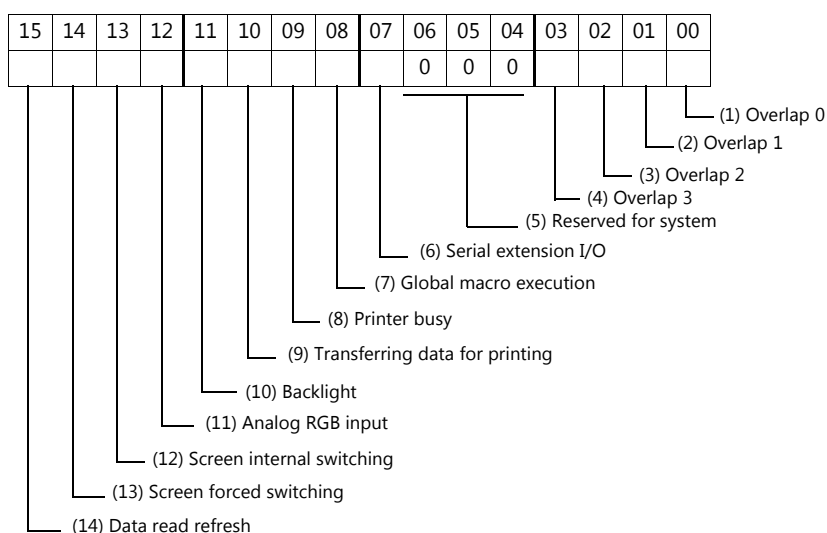 15 14 13 12 11 10 09 08 07 06 05 04 03 02 01 00
0 0 0
(1) Overlap 0
(2) Overlap 1
(3) Overlap 2
(4) Overlap 3
(5) Reserved for system
(6) Serial extension I/O
(7) Global macro execution
(8) Printer busy
(9) Transferring data for printing
(10) Backlight
(11) Analog RGB input
(12) Screen internal switching
(13) Screen forced switching
(14) Data read refresh